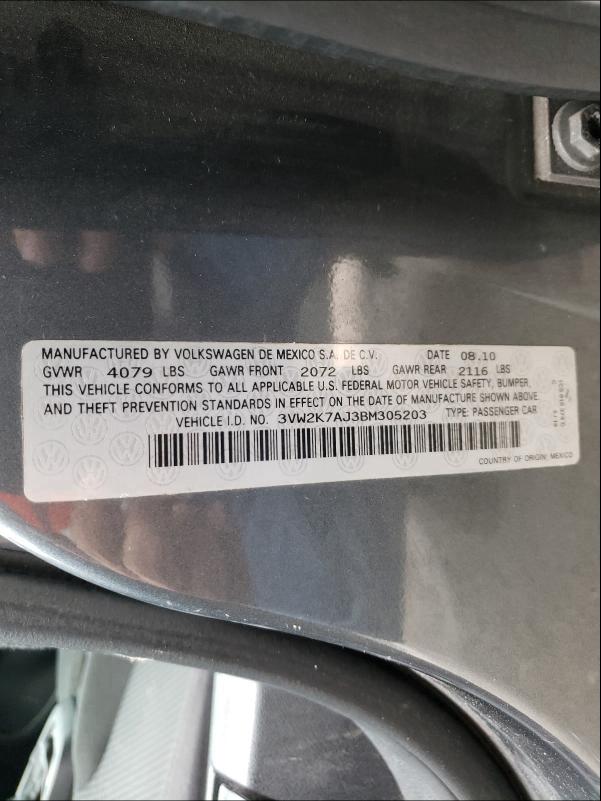 MANUFACTURED BY VOLKSWAGEN DE MEXICO S.A. DE C.V. DATE 08.10
GVWR 4079 LBS GAWR FRONT 2072 LBS GAWR REAR 2116 LBS
THIS VEHICLE CONFORMS TO ALL APPLICABLE U.S. FEDERAL MOTOR VEHICLE SAFETY, BUMPER,
AND THEFT PREVENTION STANDARDS IN EFFECT ON THE DATE OF MANUFACTURE SHOWN ABOVE.
VEHICLE I.D. NO. 3VW2K7AJ3BM305203 TYPE: PASSENGER CAR
COUNTRY OF ORIGIN: MEXICO